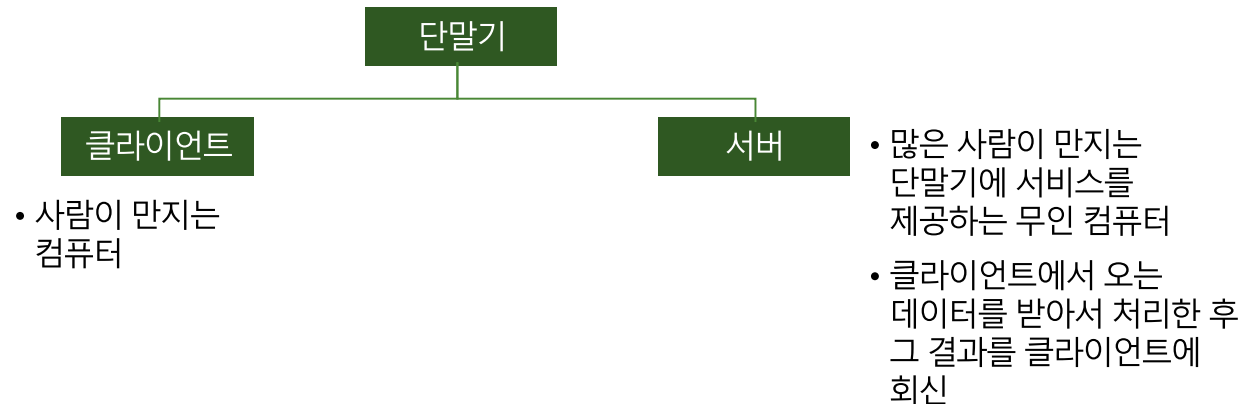 단말기
클라이언트
• 사람이 만지는
컴퓨터
서버
• 많은 사람이 만지는
단말기에 서비스를
제공하는 무인 컴퓨터
• 클라이언트에서 오는
데이터를 받아서 처리한 후
그 결과를 클라이언트에
회신